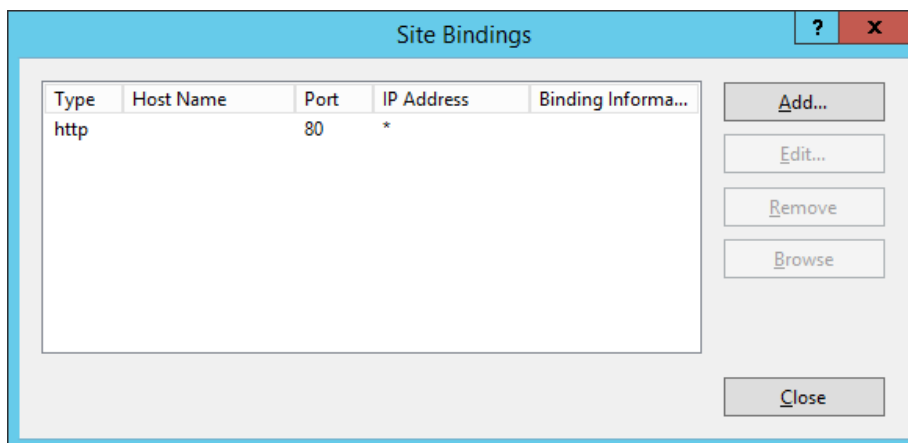 Site Bindings
? x
Type Host Name Port IP Address Binding Informa...
http 80 *
Add...
Edit...
Remove
Browse
Close